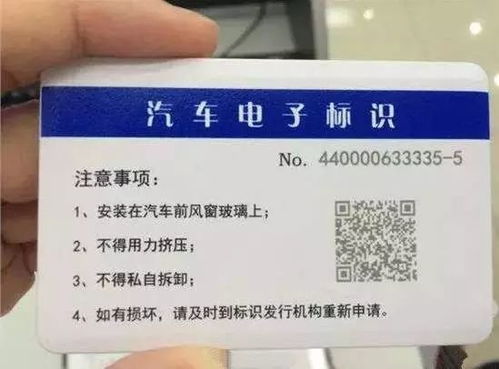 汽车电子标识
No. 440000633335-5
注意事项：
1、安装在汽车前风窗玻璃上；
2、不得用力挤压；
3、不得私自拆卸；
4、如有损坏，请及时到标识发行机构重新申请。